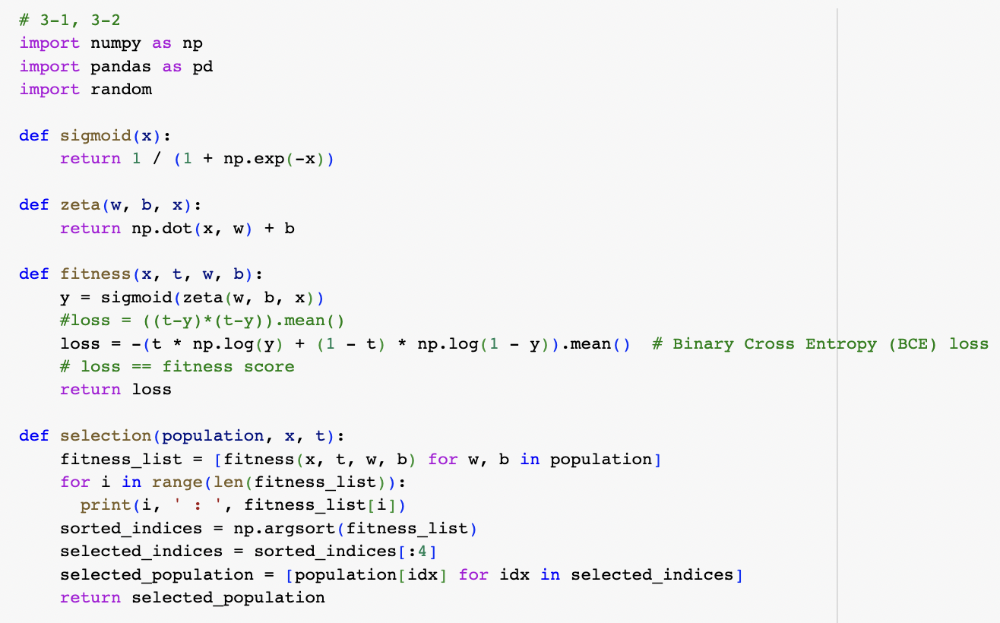 # 3-1, 3-2
import numpy as np
import pandas as pd
import random

def sigmoid(x):
    return 1 / (1 + np.exp(-x))

def zeta(w, b, x):
    return np.dot(x, w) + b

def fitness(x, t, w, b):
    y = sigmoid(zeta(w, b, x))
    #loss = ((t-y)*(t-y)).mean()
    loss = -(t * np.log(y) + (1 - t) * np.log(1 - y)).mean()  # Binary Cross Entropy (BCE) loss
    # loss == fitness score
    return loss

def selection(population, x, t):
    fitness_list = [fitness(x, t, w, b) for w, b in population]
    for i in range(len(fitness_list)):
      print(i, ' : ', fitness_list[i])
    sorted_indices = np.argsort(fitness_list)
    selected_indices = sorted_indices[:4]
    selected_population = [population[idx] for idx in selected_indices]
    return selected_population